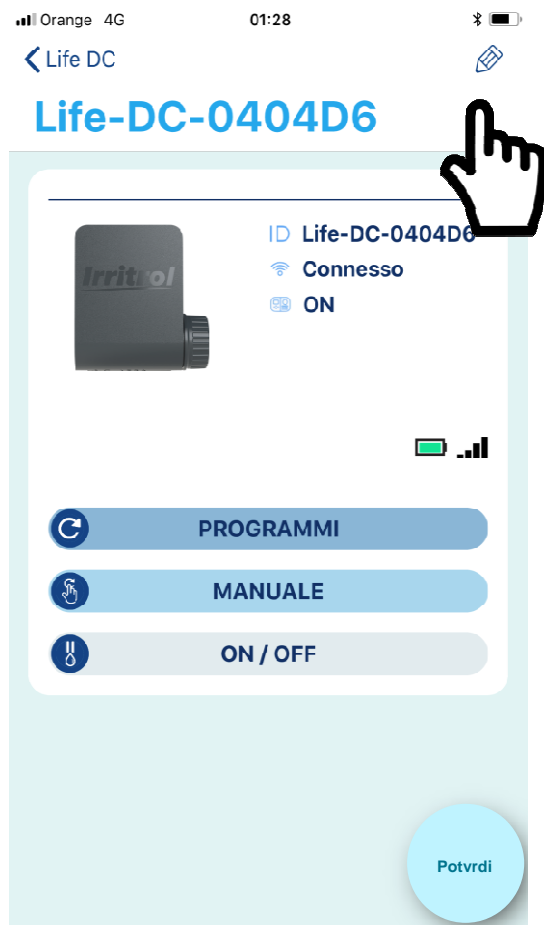 Orange 4G 01:28
Life DC
Life-DC-0404D6
Irritrol
ID Life-DC-0404D6
Connesso
ON
PROGRAMMI
MANUALE
ON / OFF
Potvrdi